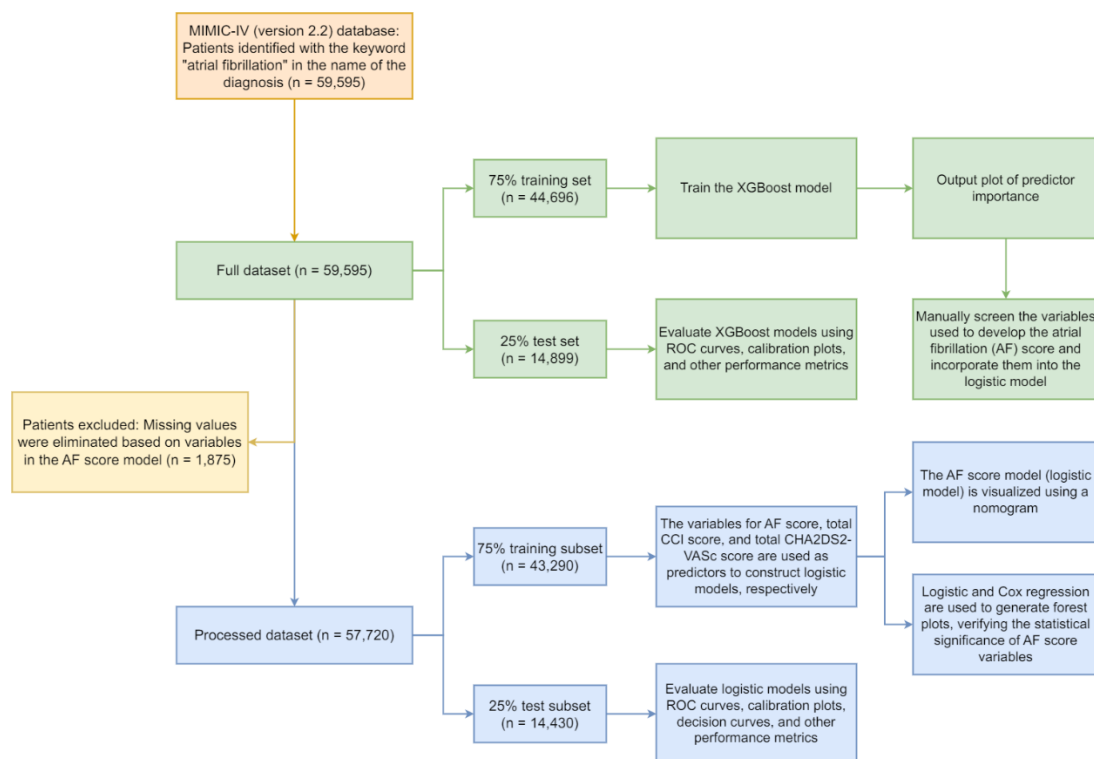 MIMIC-IV (version 2.2) database:
Patients identified with the keyword
"atrial fibrillation" in the name of the
diagnosis (n = 59,595)
75% training set
(n = 44,696)
Train the XGBoost model
Output plot of predictor
importance
Full dataset (n = 59,595)
25% test set
(n = 14,899)
Evaluate XGBoost models using
ROC curves, calibration plots,
and other performance metrics
Manually screen the variables
used to develop the atrial
fibrillation (AF) score and
incorporate them into the
logistic model
Patients excluded: Missing values
were eliminated based on variables
in the AF score model (n = 1,875)
The AF score model (logistic
model) is visualized using a
nomogram
75% training subset
(n = 43,290)
The variables for AF score, total
CCI score, and total CHA2DS2-
VASc score are used as
predictors to construct logistic
models, respectively
Logistic and Cox regression
are used to generate forest
plots, verifying the statistical
significance of AF score
variables
Processed dataset (n = 57,720)
25% test subset
(n = 14,430)
Evaluate logistic models using
ROC curves, calibration plots,
decision curves, and other
performance metrics